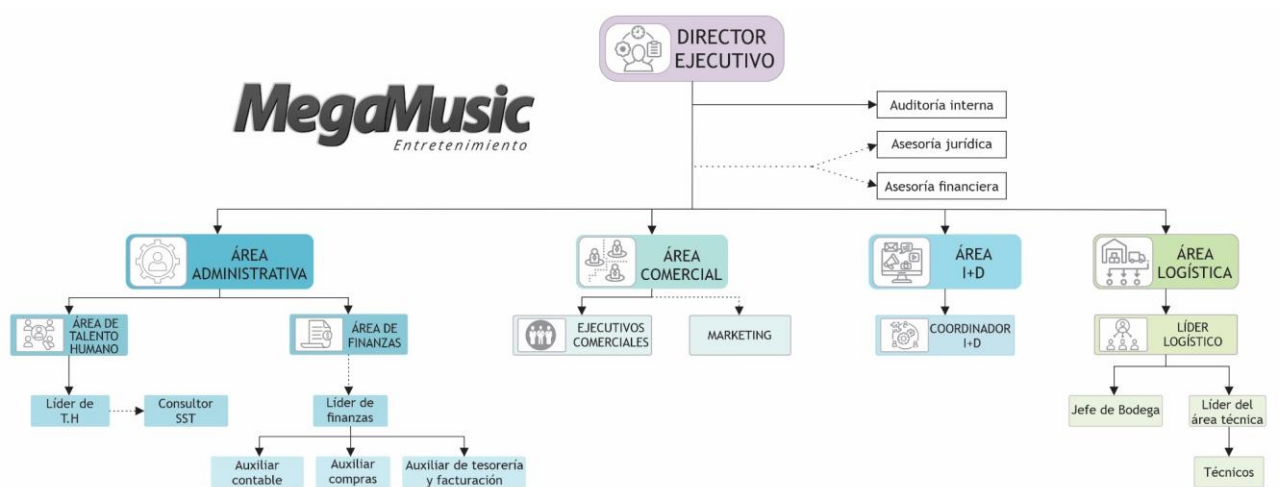 DIRECTOR
EJECUTIVO
MegaMusic
Entretenimiento
Auditoría interna
Asesoría jurídica
Asesoría financiera
ÁREA
ADMINISTRATIVA
ÁREA
COMERCIAL
ÁREA
I+D
ÁREA
LOGÍSTICA
ÁREA DE
TALENTO
HUMANO
ÁREA DE
FINANZAS
EJECUTIVOS
COMERCIALES
MARKETING
COORDINADOR
I+D
LÍDER
LOGÍSTICO
Líder de
T.H
Consultor
SST
Líder de
finanzas
Jefe de Bodega
Líder del
área técnica
Auxiliar
contable
Auxiliar
compras
Auxiliar de tesorería
y facturación
Técnicos